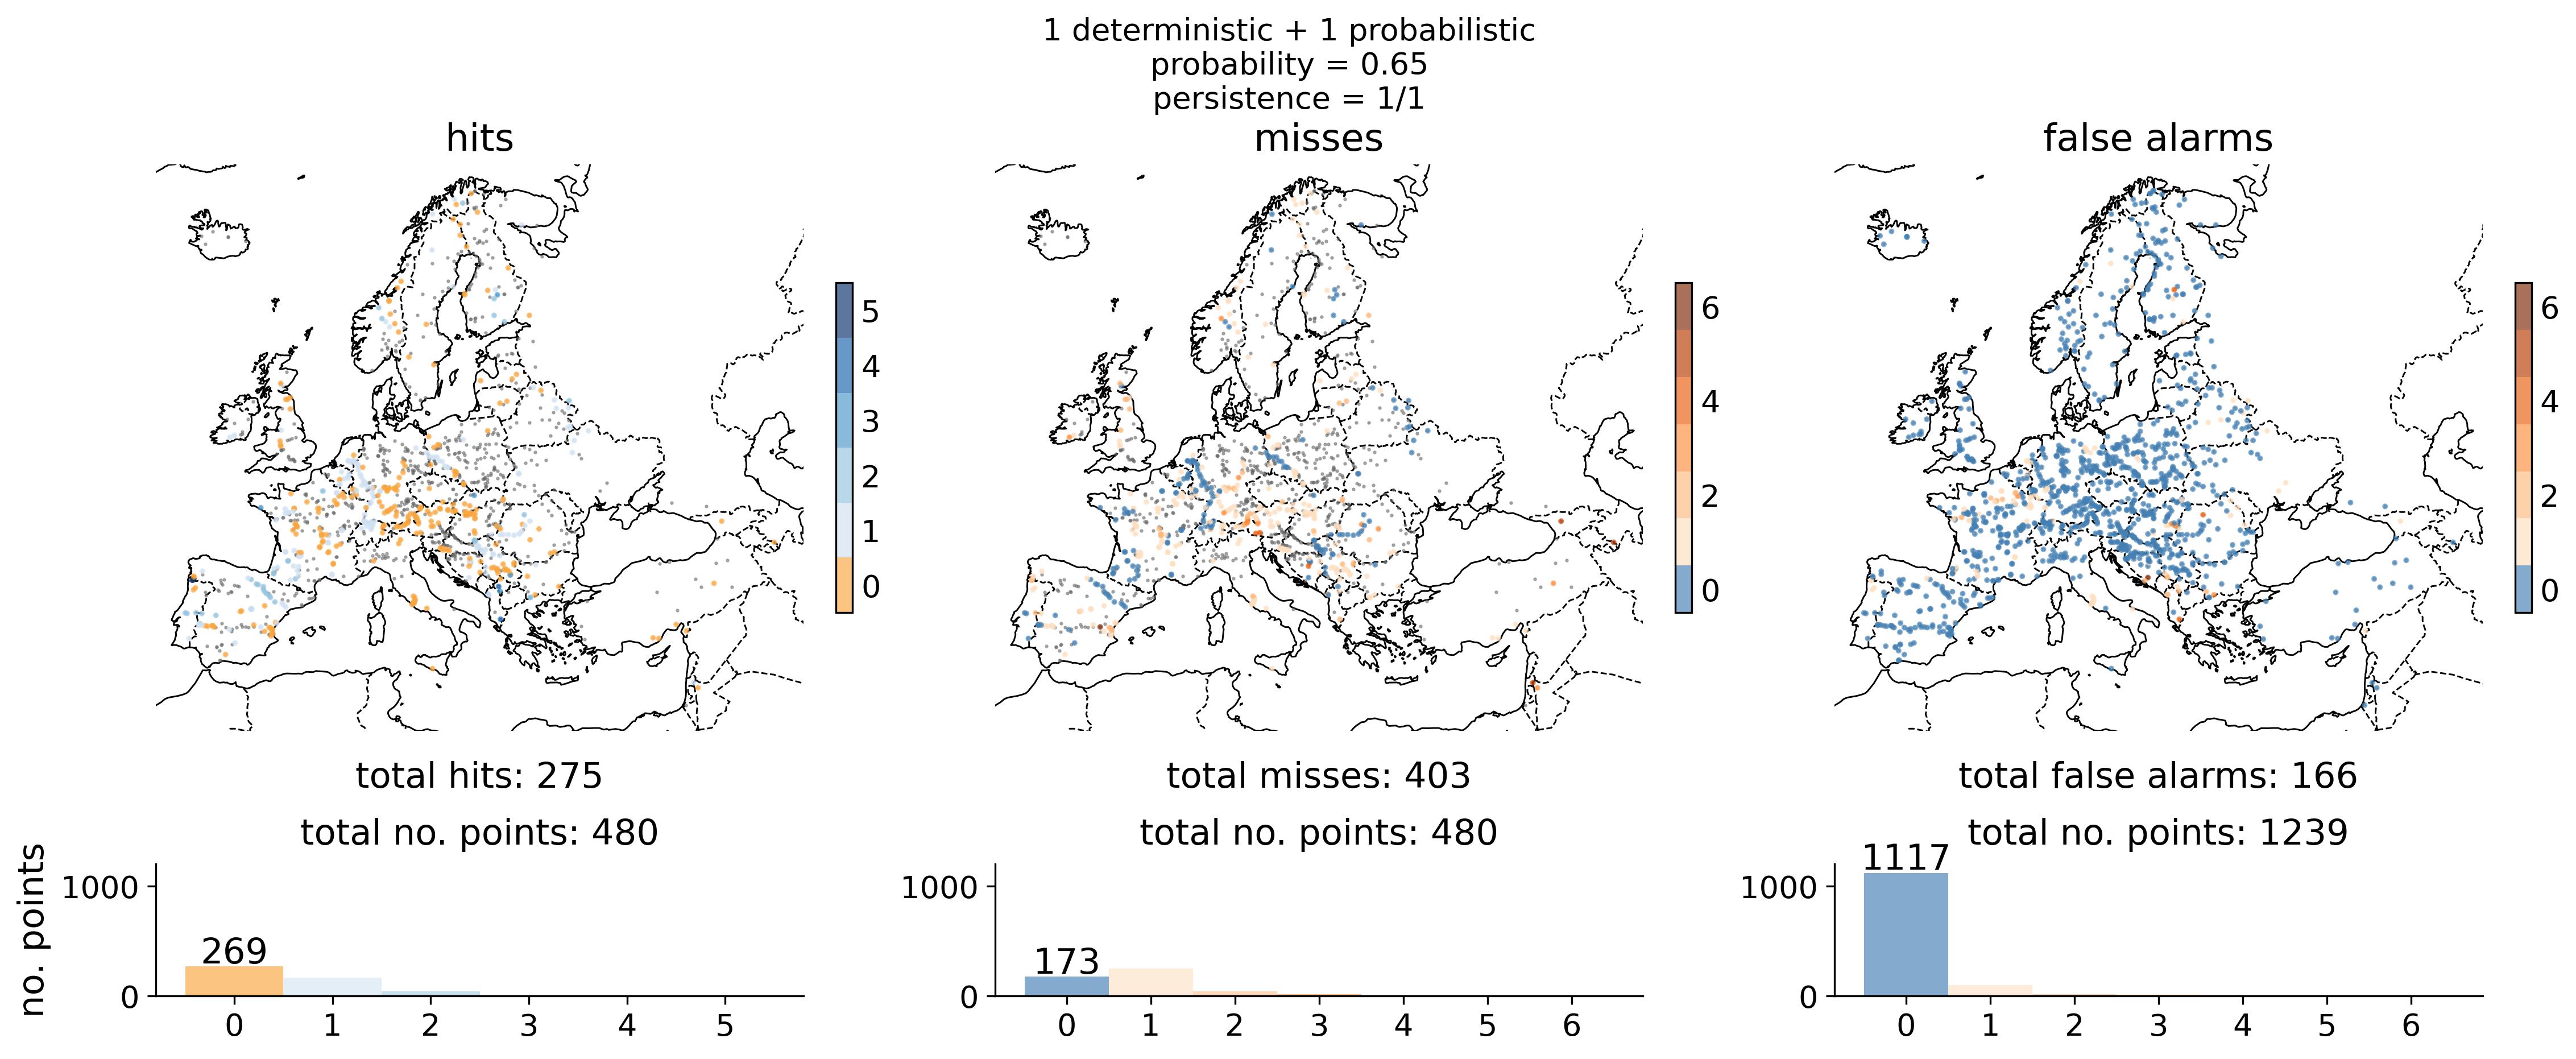 1 deterministic + 1 probabilistic
probability = 0.65
persistence = 1/1
hits
misses
false alarms
5
4
3
2
1
0
6
4
2
0
6
4
2
0
total hits: 275
total misses: 403
total false alarms: 166
total no. points: 480
total no. points: 480
total no. points: 1239
no. points
1000
0
269
0 1 2 3 4 5
1000
0
173
0 1 2 3 4 5 6
1000
0
1117
0 1 2 3 4 5 6